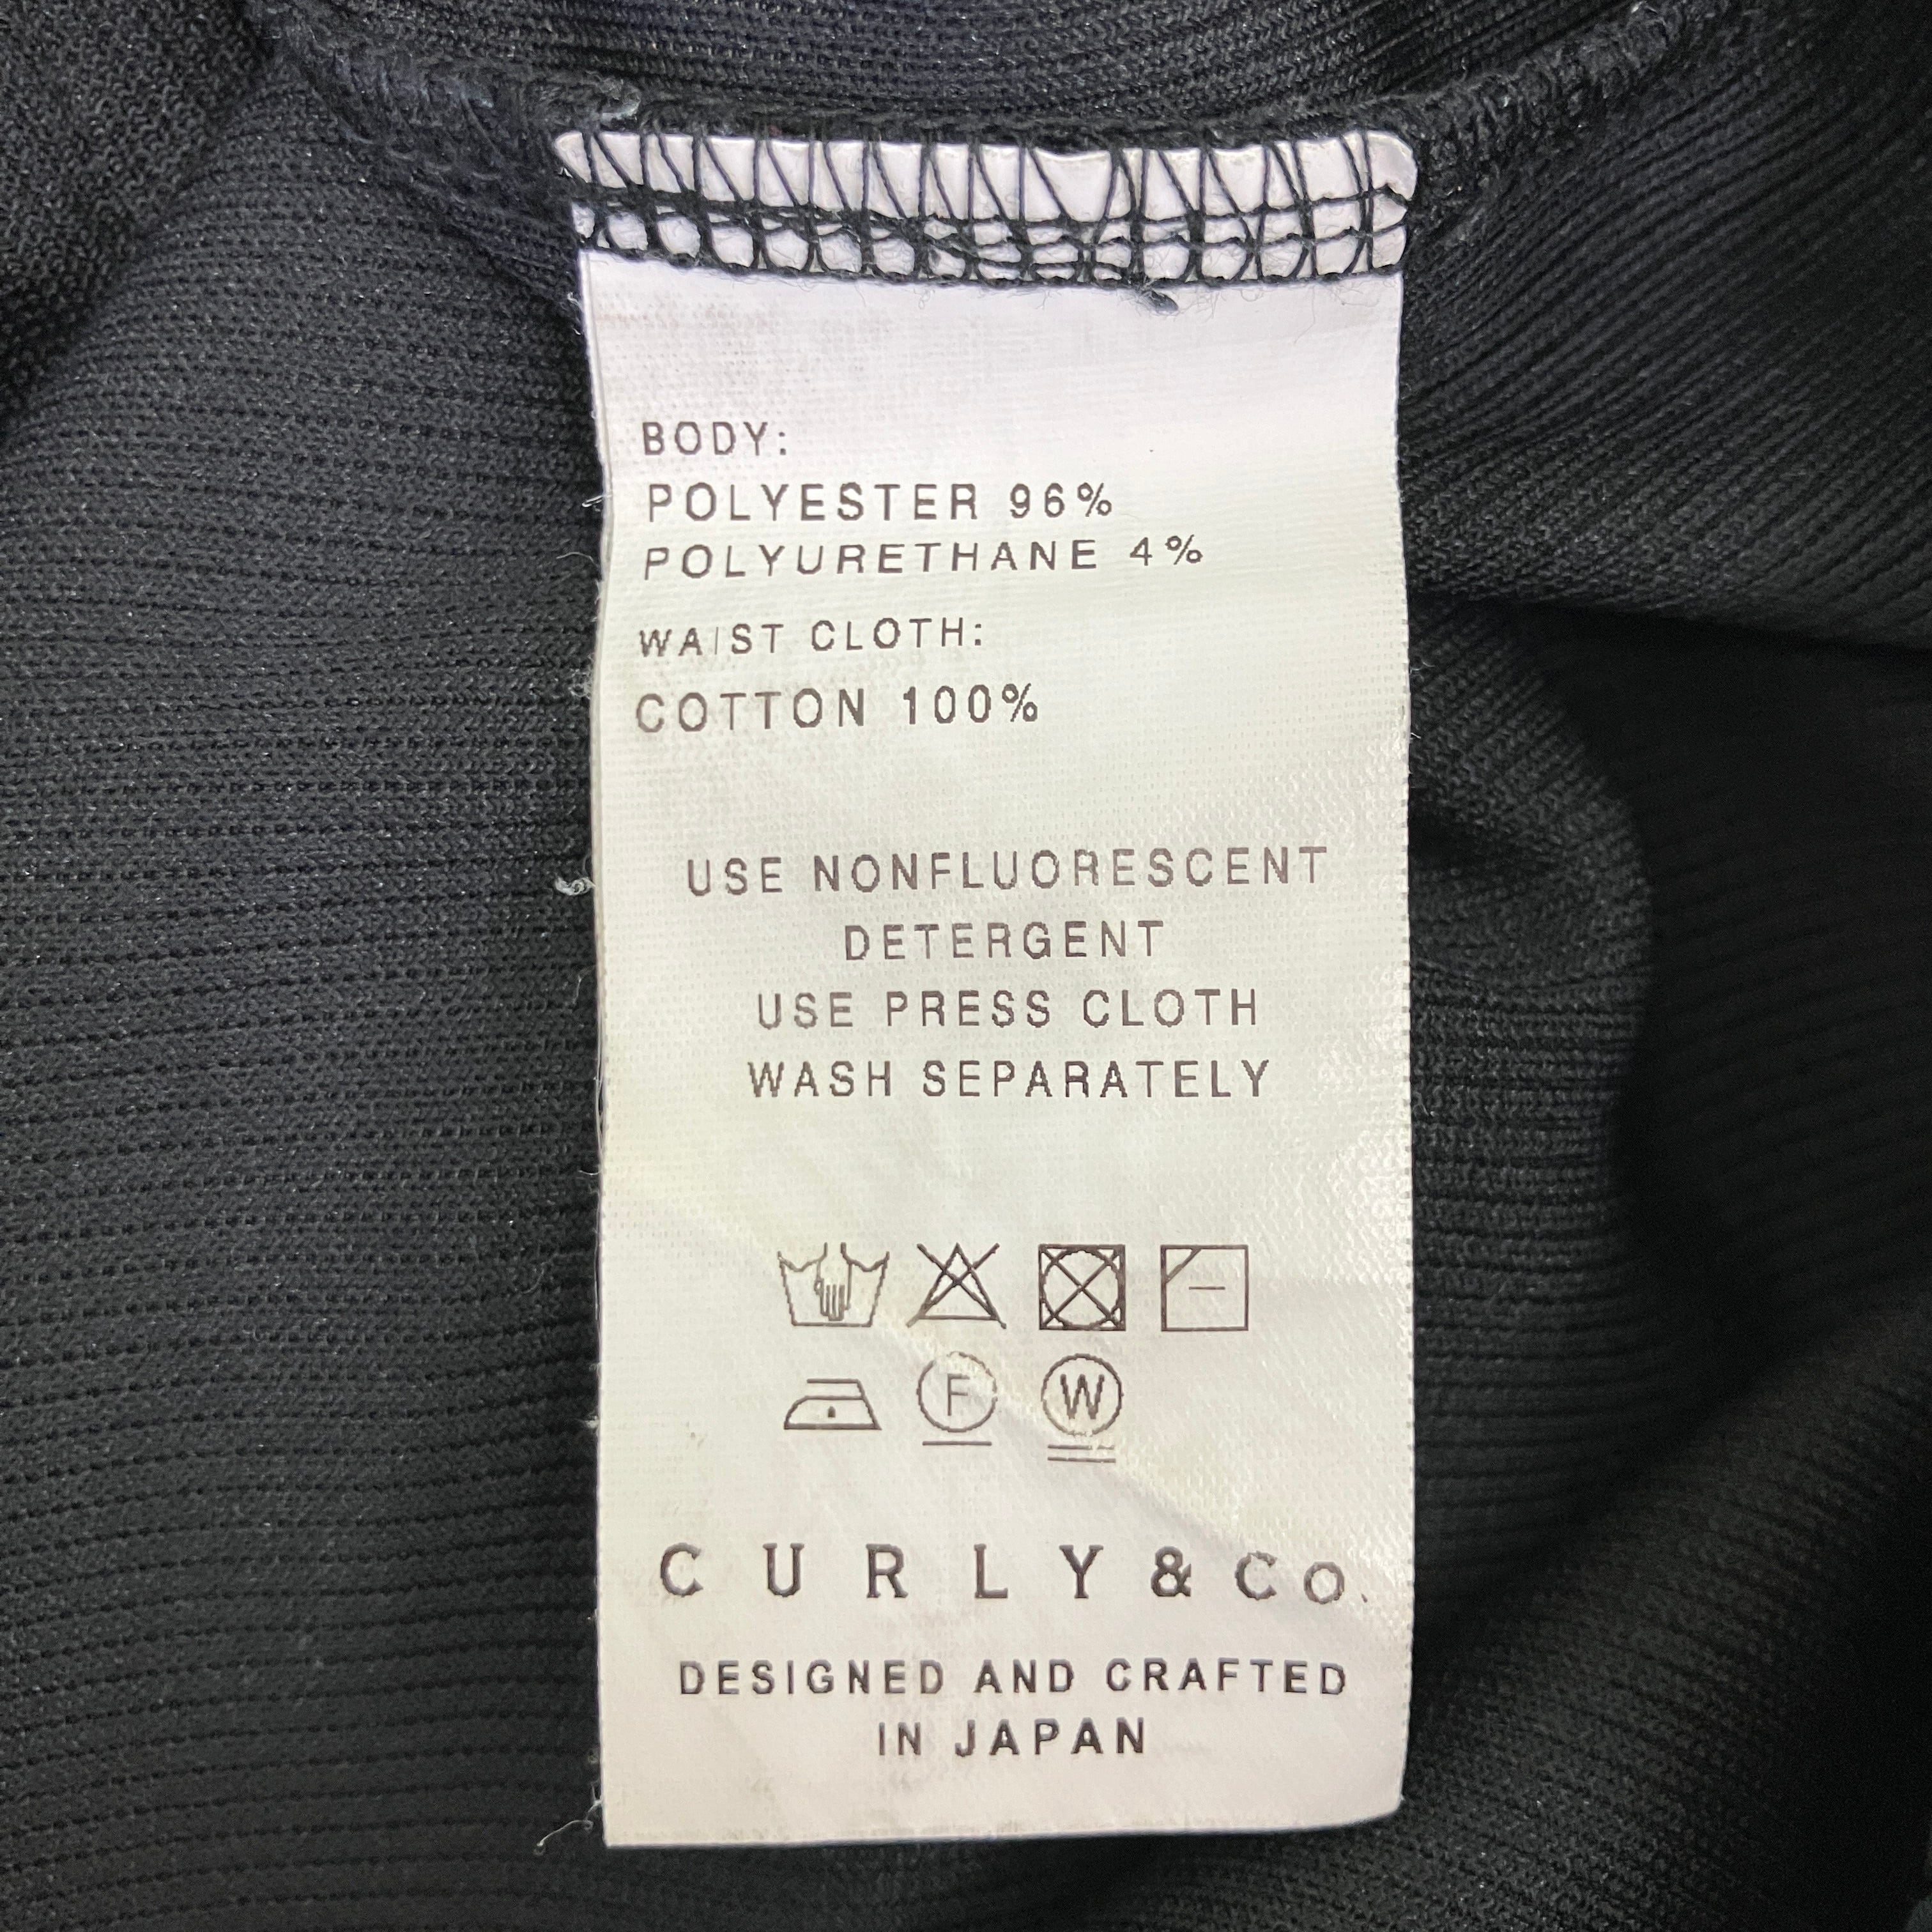 BODY:
POLYESTER 96%
POLYURETHANE 4%
WAIST CLOTH:
COTTON 100%
USE NONFLUORESCENT
DETERGENT
USE PRESS CLOTH
WASH SEPARATELY
F W
CURLY & Co.
DESIGNED AND CRAFTED
IN JAPAN